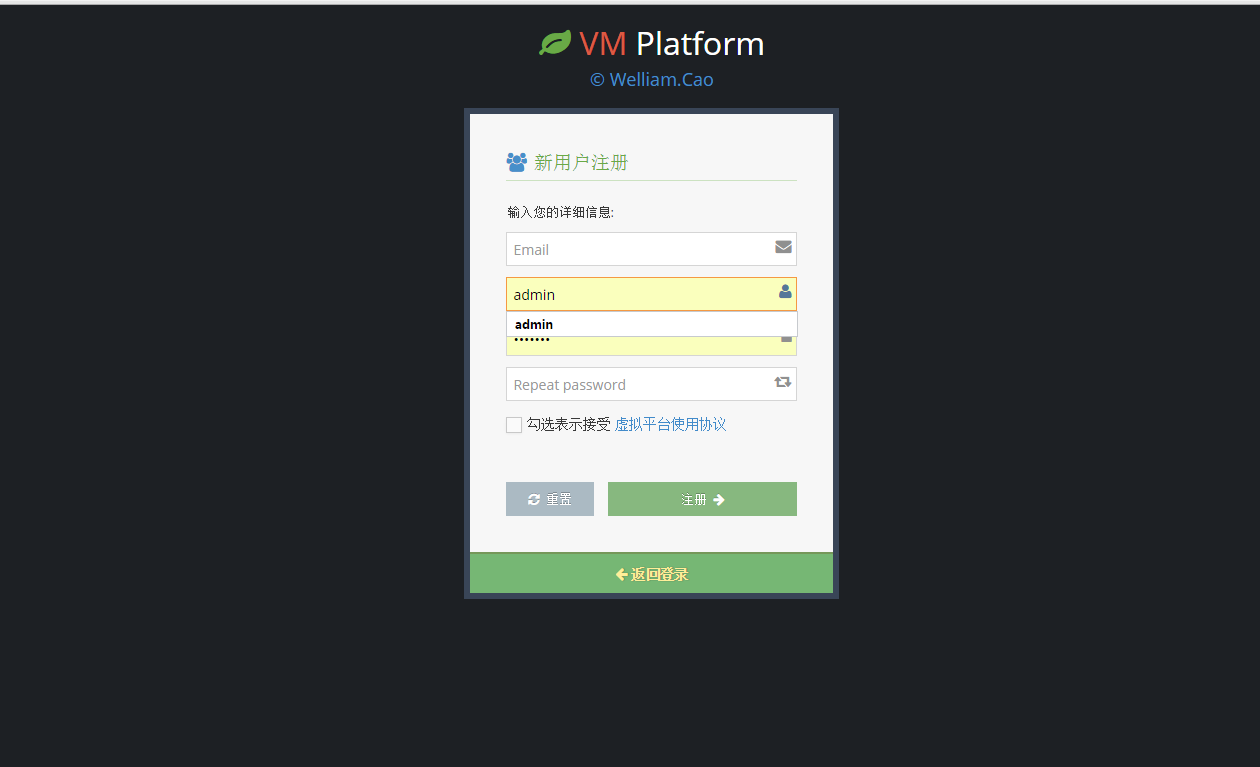 VM Platform
© Welliam.Cao
新用户注册
输入您的详细信息:
Email
admin
admin
•••••••
Repeat password
勾选表示接受 虚拟平台使用协议
重置
注册
返回登录